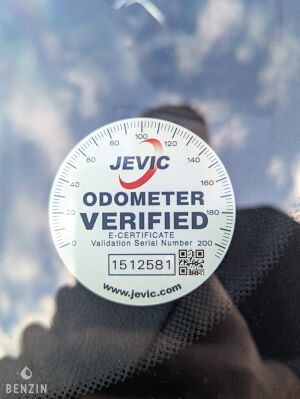 0 20 40 60 80 100 120 140 160 180 200
JEVIC
ODOMETER
VERIFIED
E-CERTIFICATE
Validation Serial Number
1512581
www.jevic.com
BENZIN